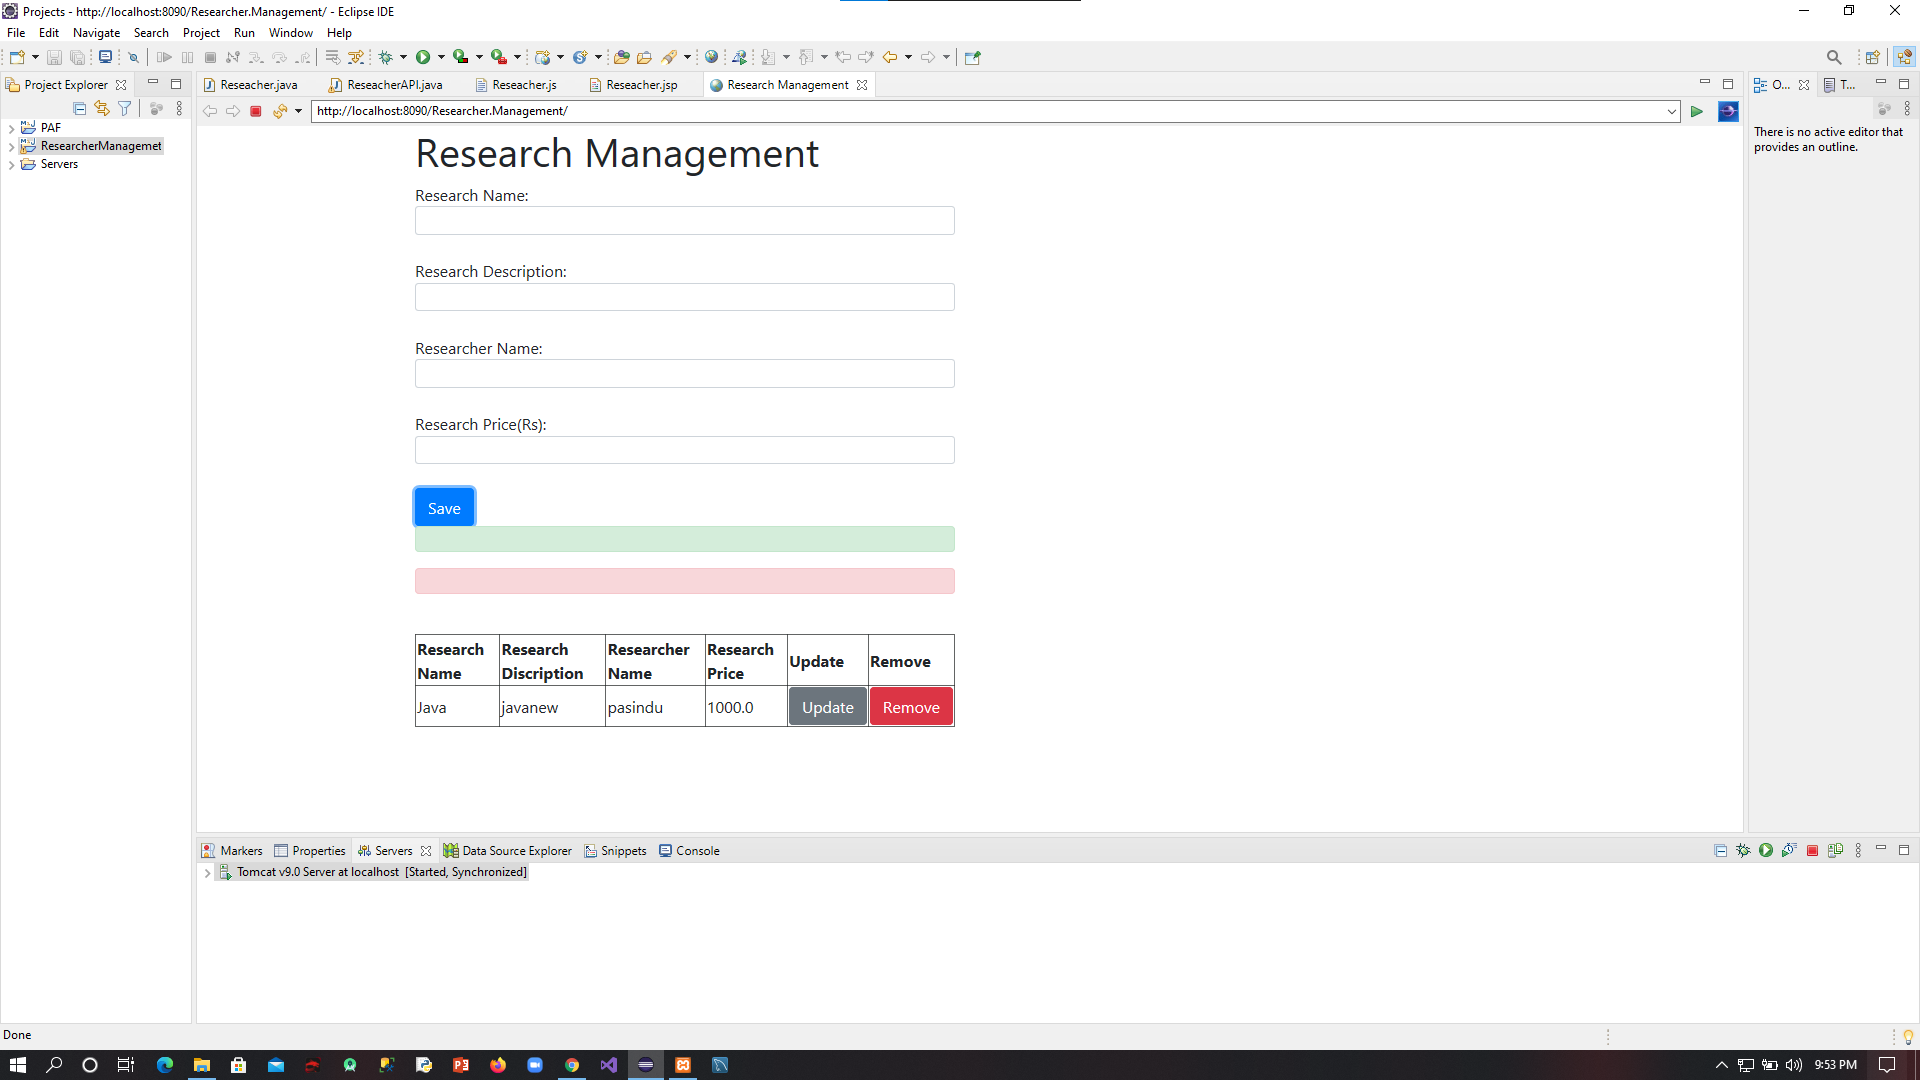 Projects - http://localhost:8090/Researcher.Management/ - Eclipse IDE
File Edit Navigate Search Project Run Window Help
Project Explorer
Reseacher.java ReseacherAPI.java Reseacher.js Reseacher.jsp Research Management
O... T...
http://localhost:8090/Researcher.Management/
PAF
ResearcherManagemet
Servers
There is no active editor that
provides an outline.
Research Management
Research Name:
Research Description:
Researcher Name:
Research Price(Rs):
Save
Research Name Research Discription Researcher Name Research Price Update Remove
Java javanew pasindu 1000.0 Update Remove
Markers Properties Servers Data Source Explorer Snippets Console
Tomcat v9.0 Server at localhost [Started, Synchronized]
Done
9:53 PM